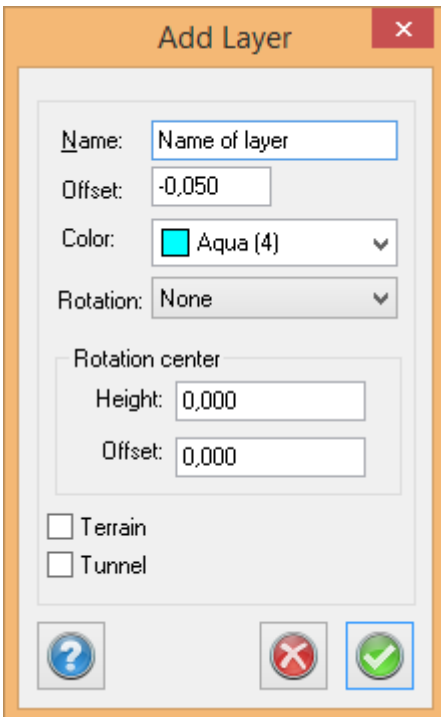 Add Layer
Name: Name of layer
Offset: -0,050
Color: Aqua (4)
Rotation: None
Rotation center
Height: 0,000
Offset: 0,000
Terrain
Tunnel